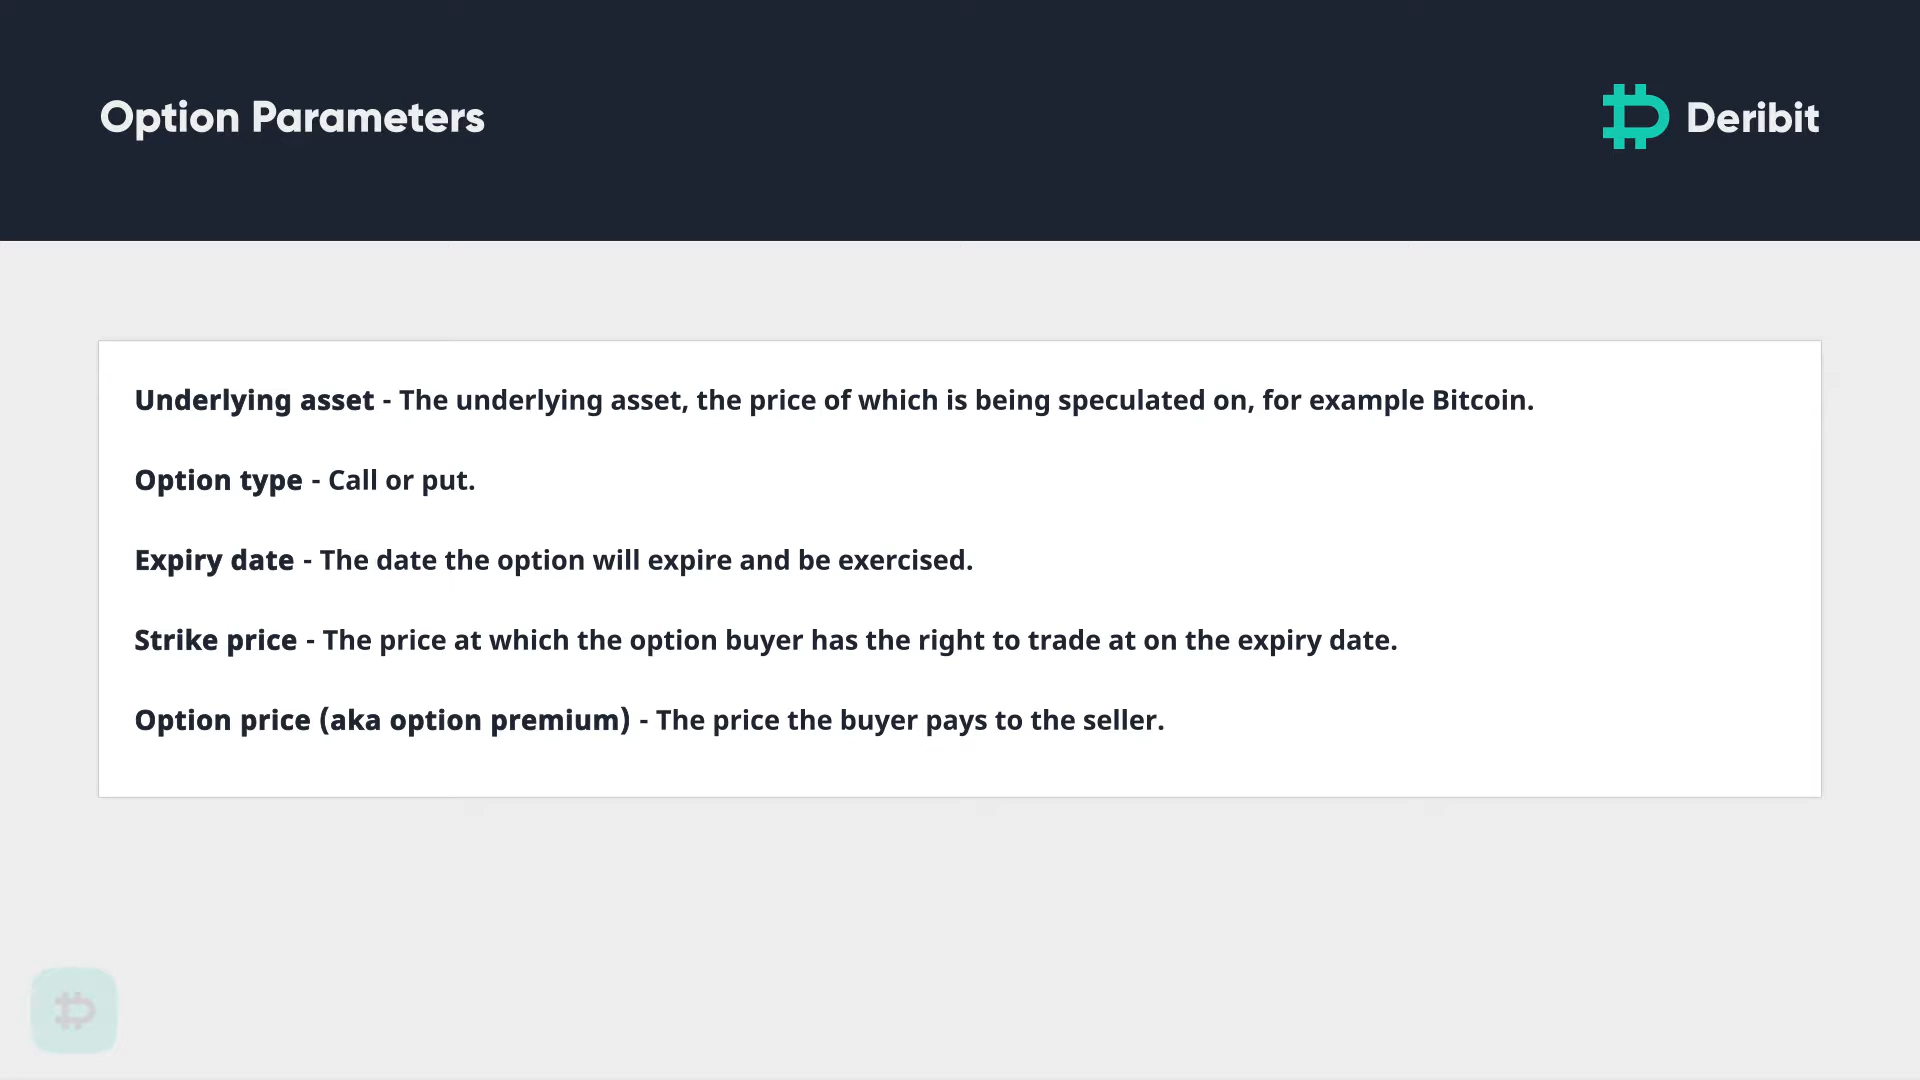 Option Parameters
Deribit
Underlying asset - The underlying asset, the price of which is being speculated on, for example Bitcoin.
Option type - Call or put.
Expiry date - The date the option will expire and be exercised.
Strike price - The price at which the option buyer has the right to trade at on the expiry date.
Option price (aka option premium) - The price the buyer pays to the seller.